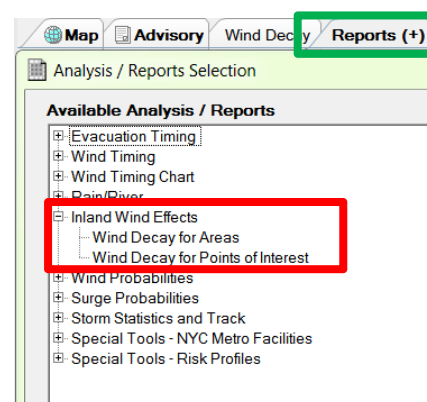 Map Advisory Wind Decay Reports (+)
Analysis / Reports Selection
Available Analysis / Reports
Evacuation Timing
Wind Timing
Wind Timing Chart
Rain/River
Inland Wind Effects
Wind Decay for Areas
Wind Decay for Points of Interest
Wind Probabilities
Surge Probabilities
Storm Statistics and Track
Special Tools - NYC Metro Facilities
Special Tools - Risk Profiles